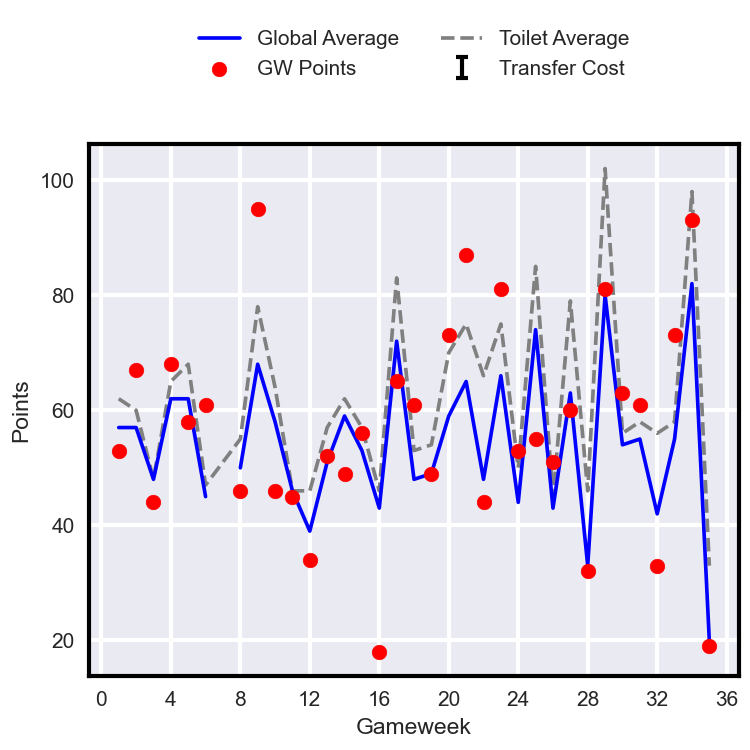 Global Average
Toilet Average
GW Points
Transfer Cost
100
80
60
40
20
Points
0 4 8 12 16 20 24 28 32 36
Gameweek